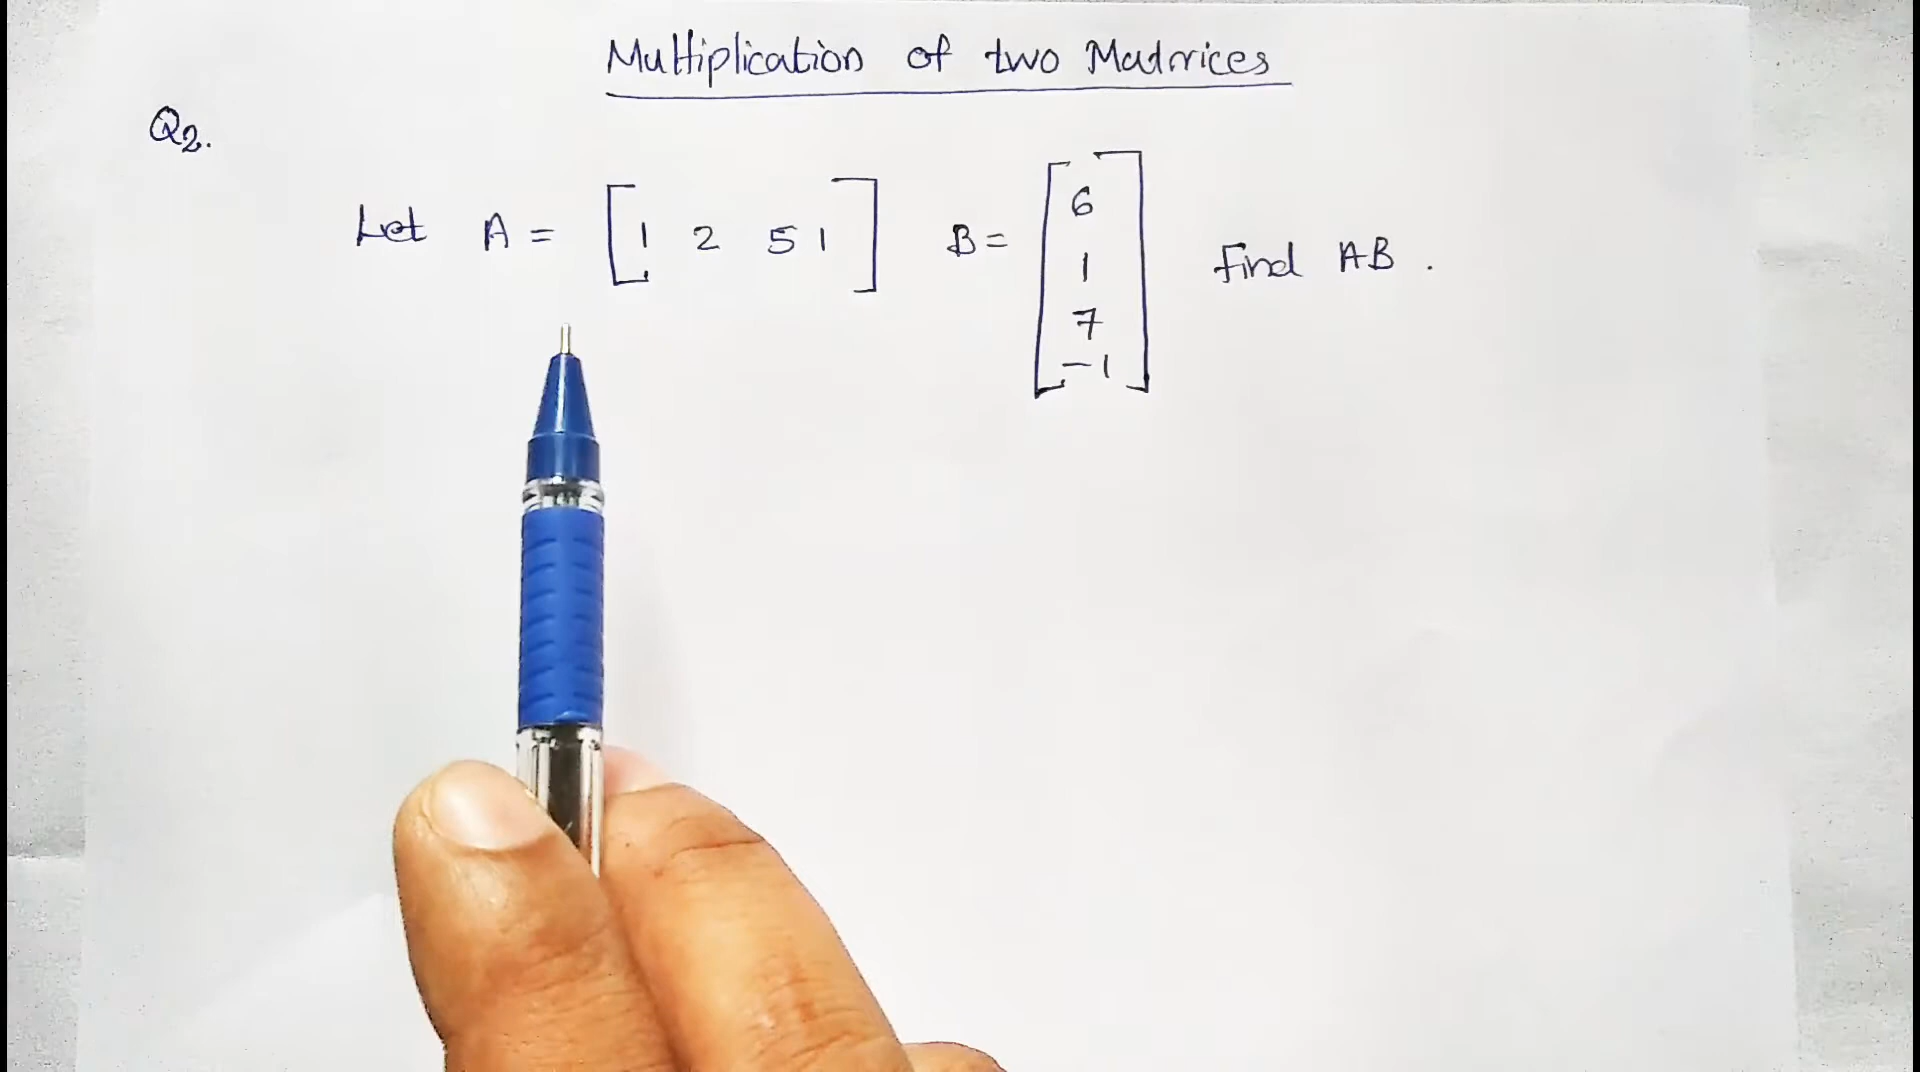 Multiplication of two Matrices
Q2.
Let A = [1 2 5 1] B = [6
1
7
-1] Find AB.